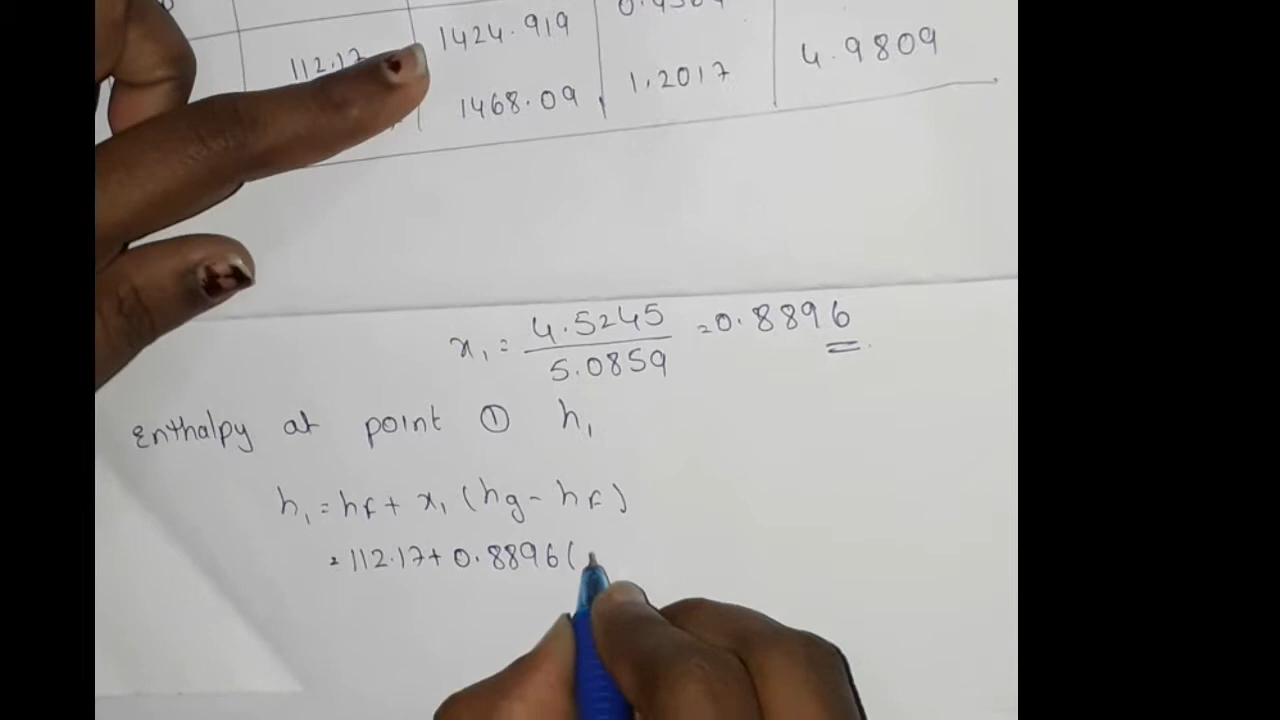 112.17 1424.919
1468.09 1.2017 4.9809
x₁ = 4.5245 / 5.0859 = 0.8896
Enthalpy at point ① h₁
h₁ = hf + x₁ (hg - hf)
= 112.17 + 0.8896 (